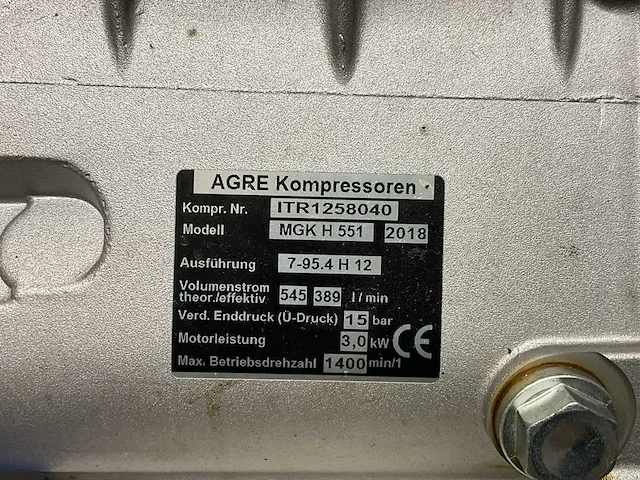 AGRE Kompressoren
Kompr. Nr. ITR1258040
Modell MGK H 551 2018
Ausführung 7-95.4 H 12
Volumenstrom
theor./effektiv 545 389 l/min
Verd. Enddruck (Ü-Druck) 15 bar
Motorleistung 3,0 kW CE
Max. Betriebsdrehzahl 1400 min/1